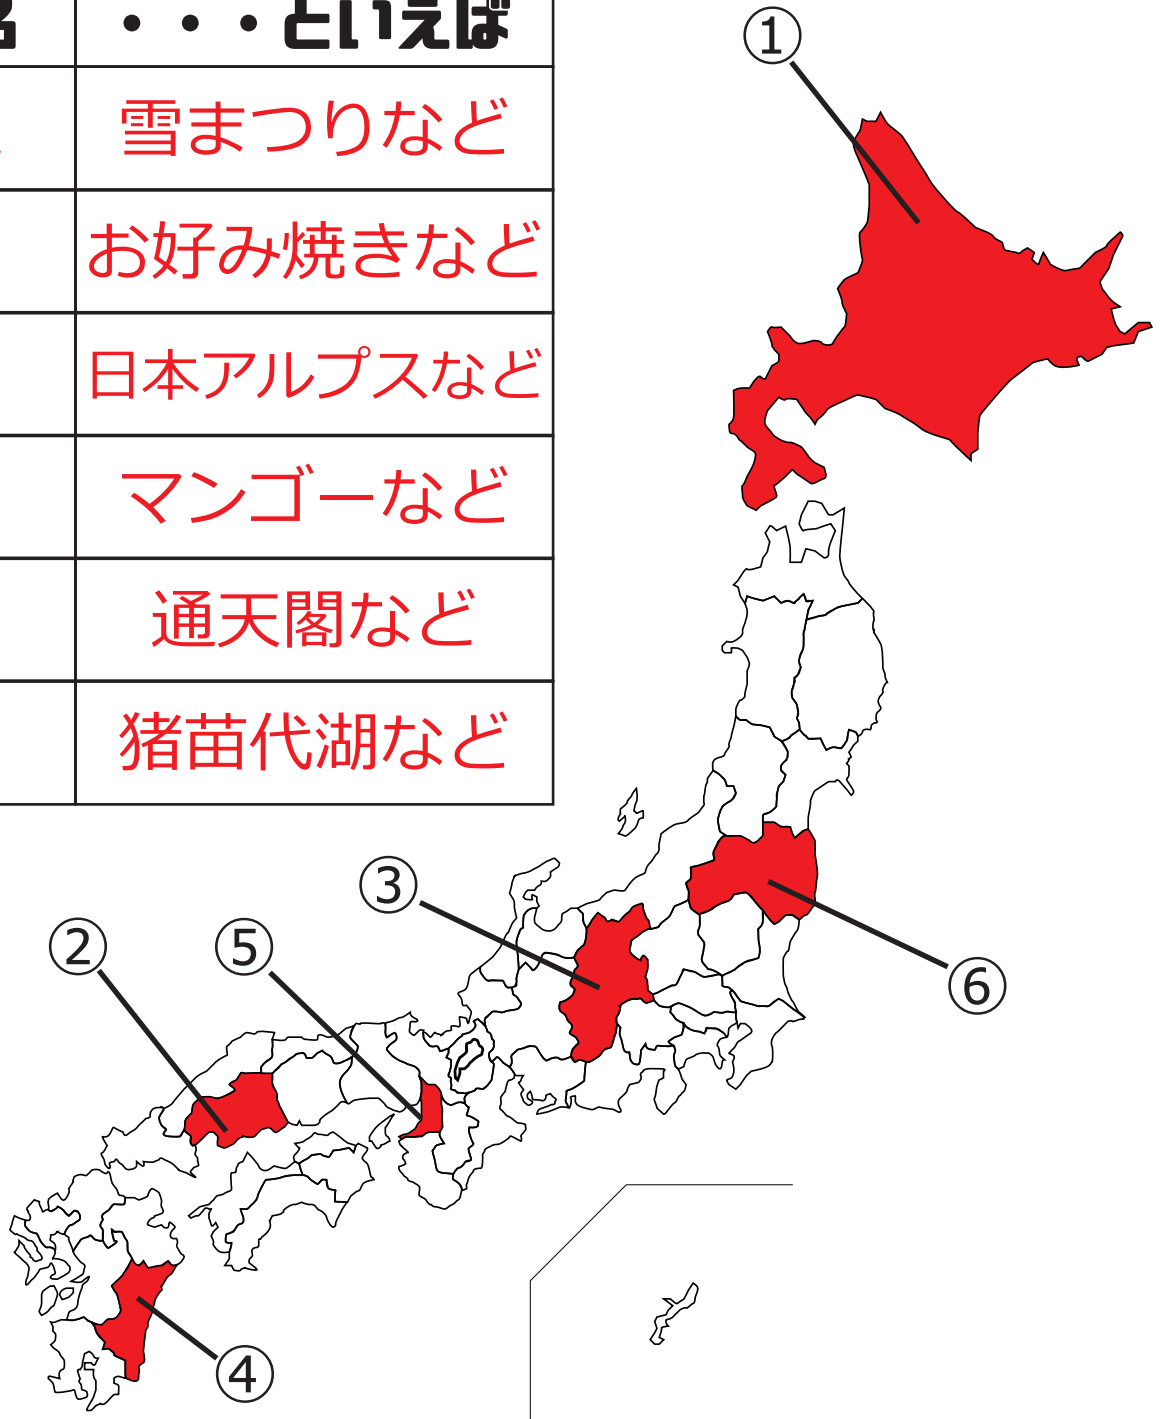 名
・・・といえば
雪まつりなど
お好み焼きなど
日本アルプスなど
マンゴーなど
通天閣など
猪苗代湖など
①
③
②
⑤
⑥
④